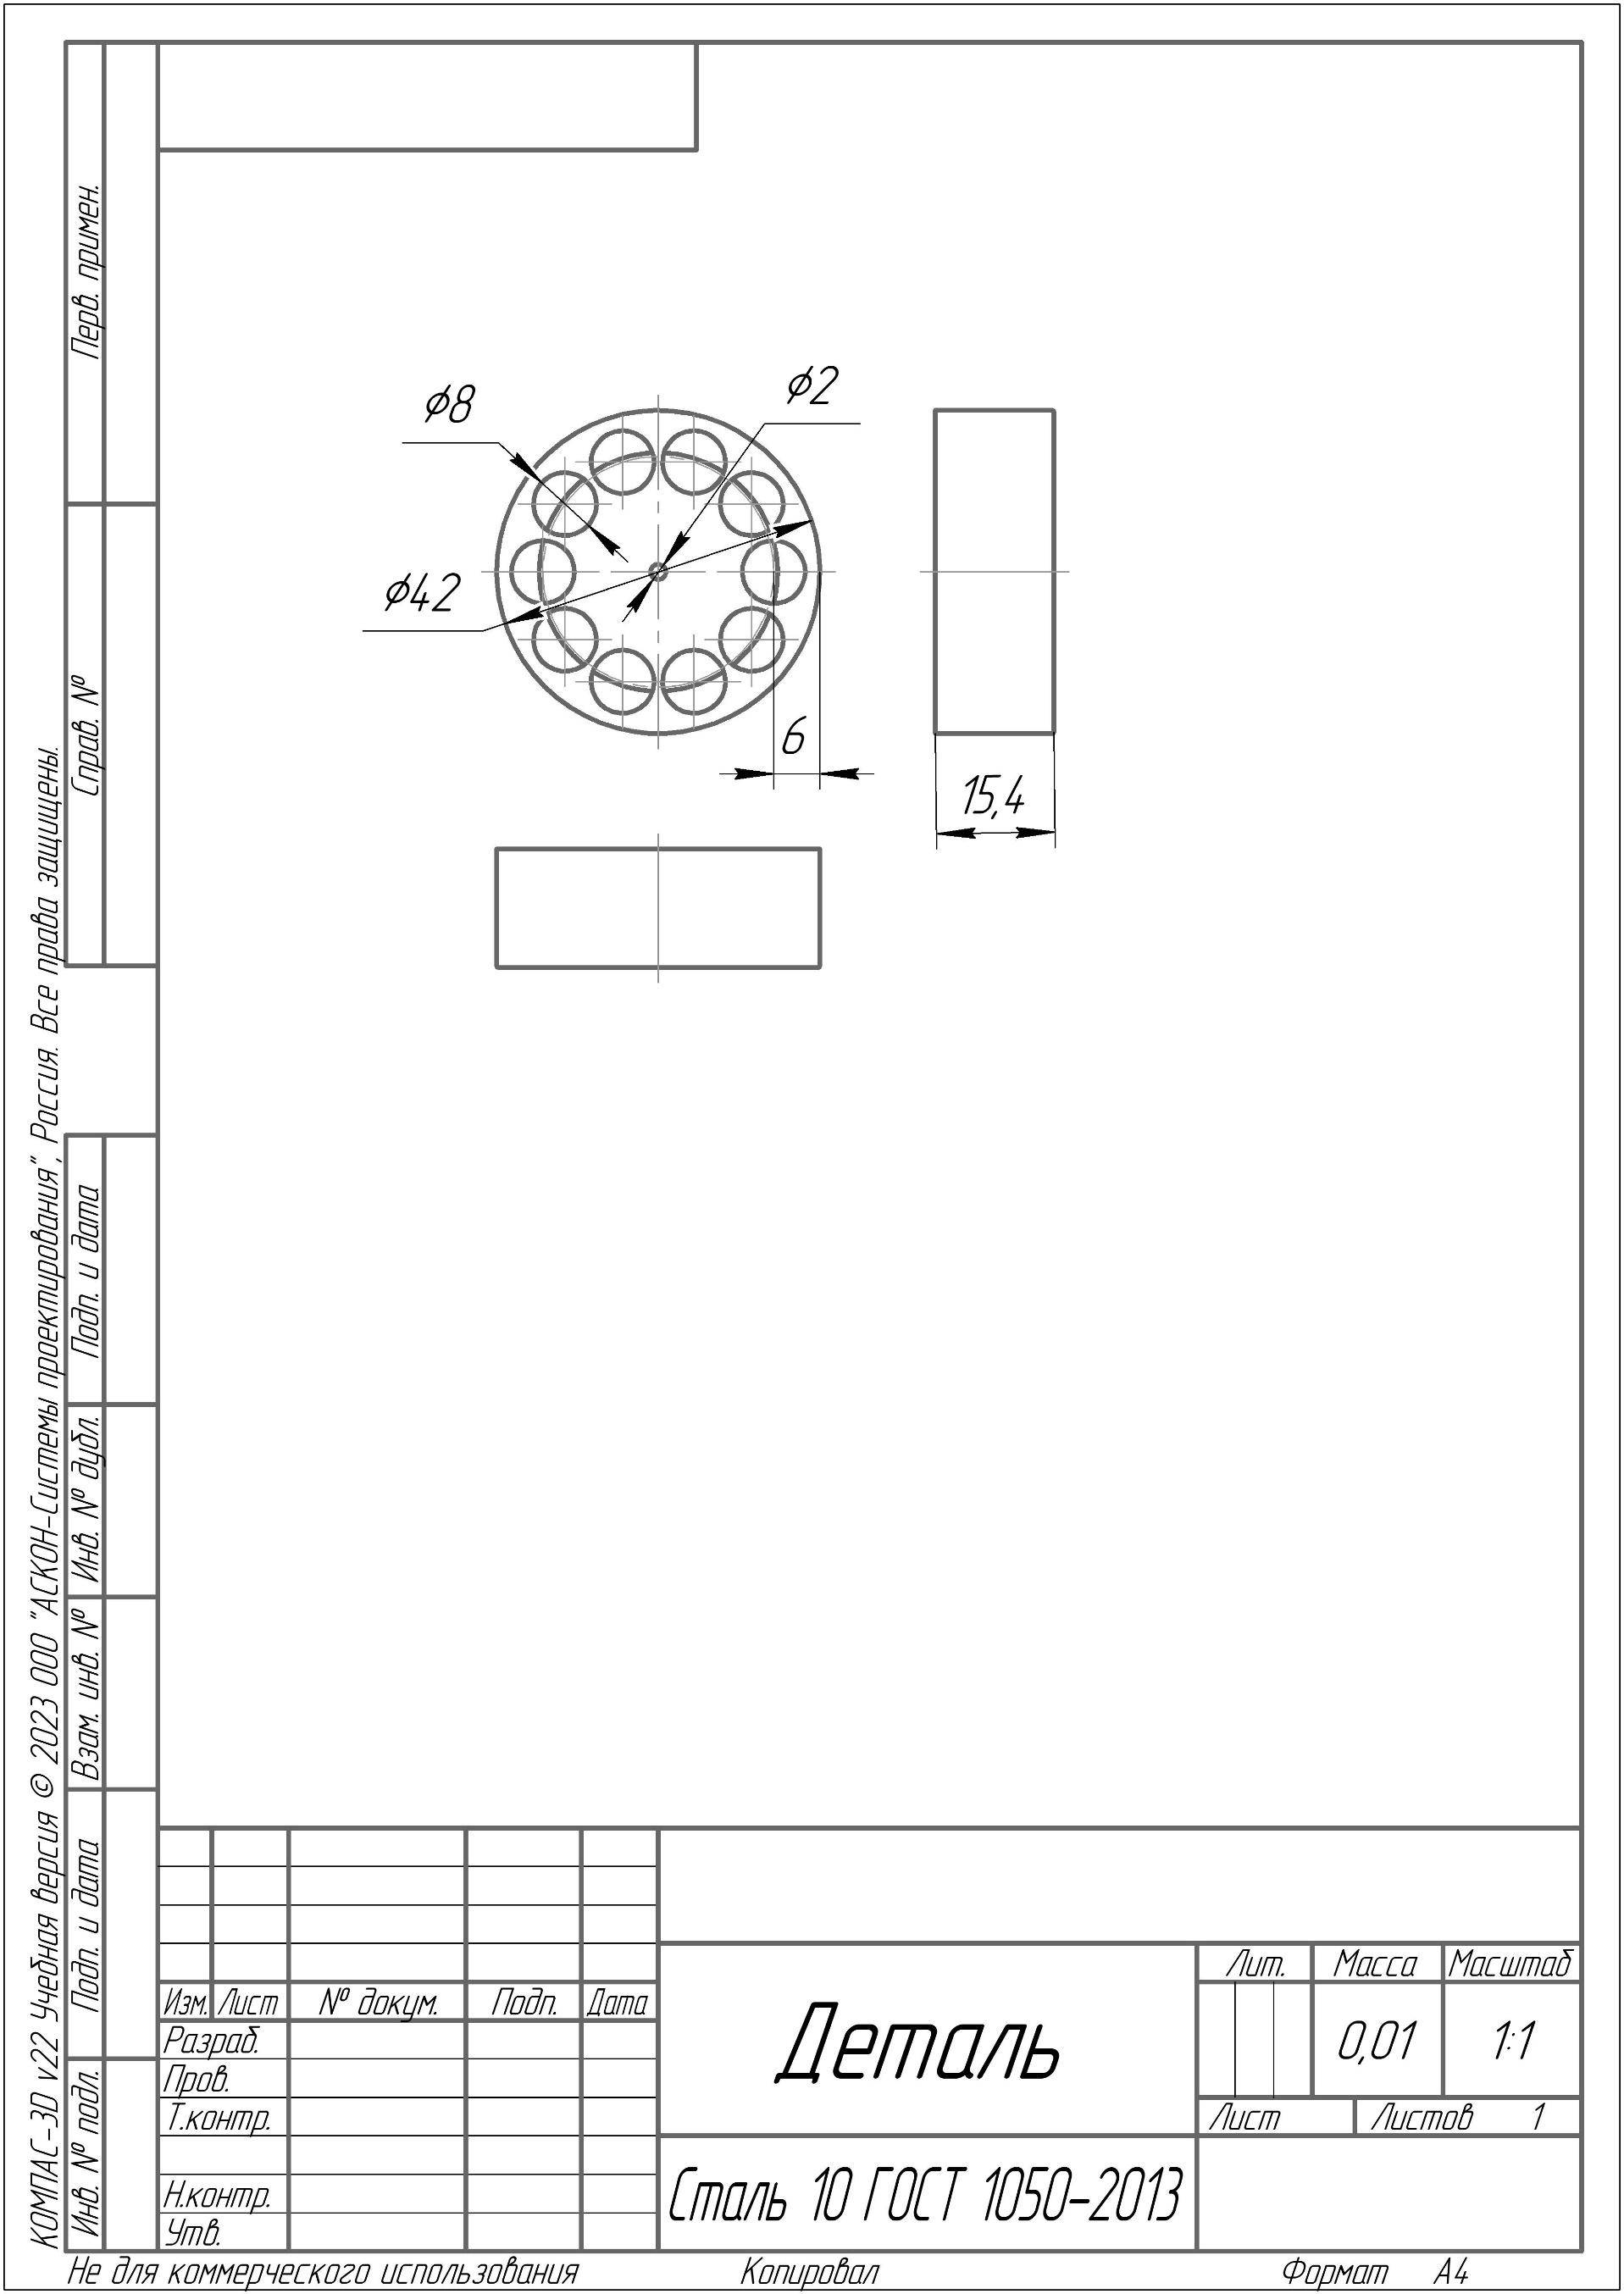 Перв. примен.
Справ. №
Подп. и дата
Инв. № дубл.
Взам. инв. №
Подп. и дата
Инв. № подл.
КОМПАС-3D v22 Учебная версия © 2023 ООО "АСКОН-Системы проектирования", Россия. Все права защищены.
⌀8
⌀2
⌀42
6
15,4
Изм. Лист № докум. Подп. Дата
Разраб.
Пров.
Т.контр.
Н.контр.
Утв.
Деталь
Сталь 10 ГОСТ 1050-2013
Лит. Масса Масштаб
0,01 1:1
Лист Листов 1
Не для коммерческого использования Копировал Формат А4